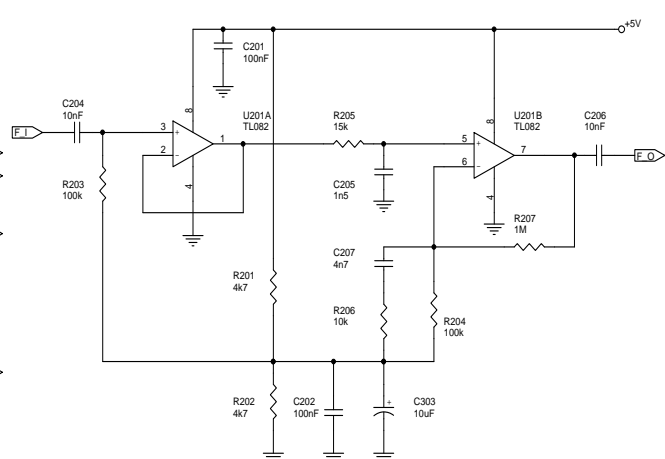 +5V
C201
100nF
C204
10nF
F_I
8
3
+
2
-
1
4
U201A
TL082
R203
100k
R205
15k
C205
1n5
8
5
+
6
-
7
4
U201B
TL082
C206
10nF
F_O
R207
1M
C207
4n7
R201
4k7
R206
10k
R204
100k
R202
4k7
C202
100nF
+
C303
10uF